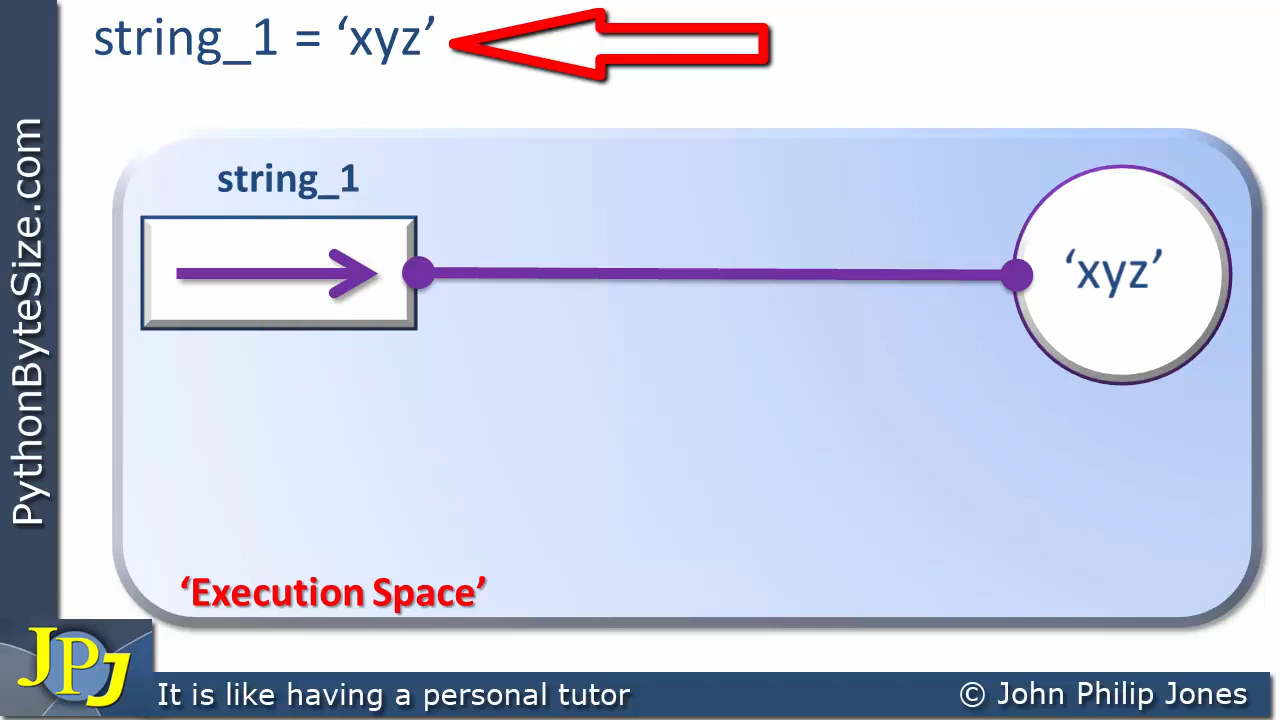 string_1 = ‘xyz’
string_1
‘xyz’
‘Execution Space’
PythonByteSize.com
JPJ
It is like having a personal tutor
© John Philip Jones